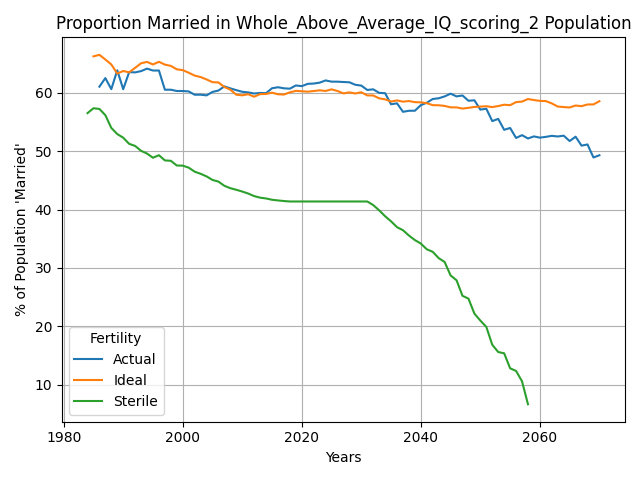 Proportion Married in Whole_Above_Average_IQ_scoring_2 Population
% of Population 'Married'
60
50
40
30
20
10
Fertility
Actual
Ideal
Sterile
1980 2000 2020 2040 2060
Years